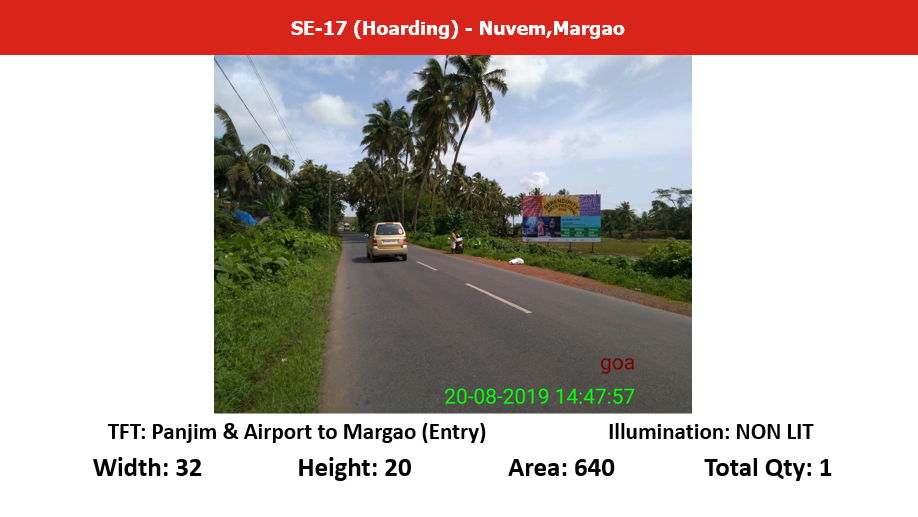 SE-17 (Hoarding) - Nuvem,Margao
SERENDIPITY
goa
20-08-2019 14:47:57
TFT: Panjim & Airport to Margao (Entry)
Illumination: NON LIT
Width: 32
Height: 20
Area: 640
Total Qty: 1